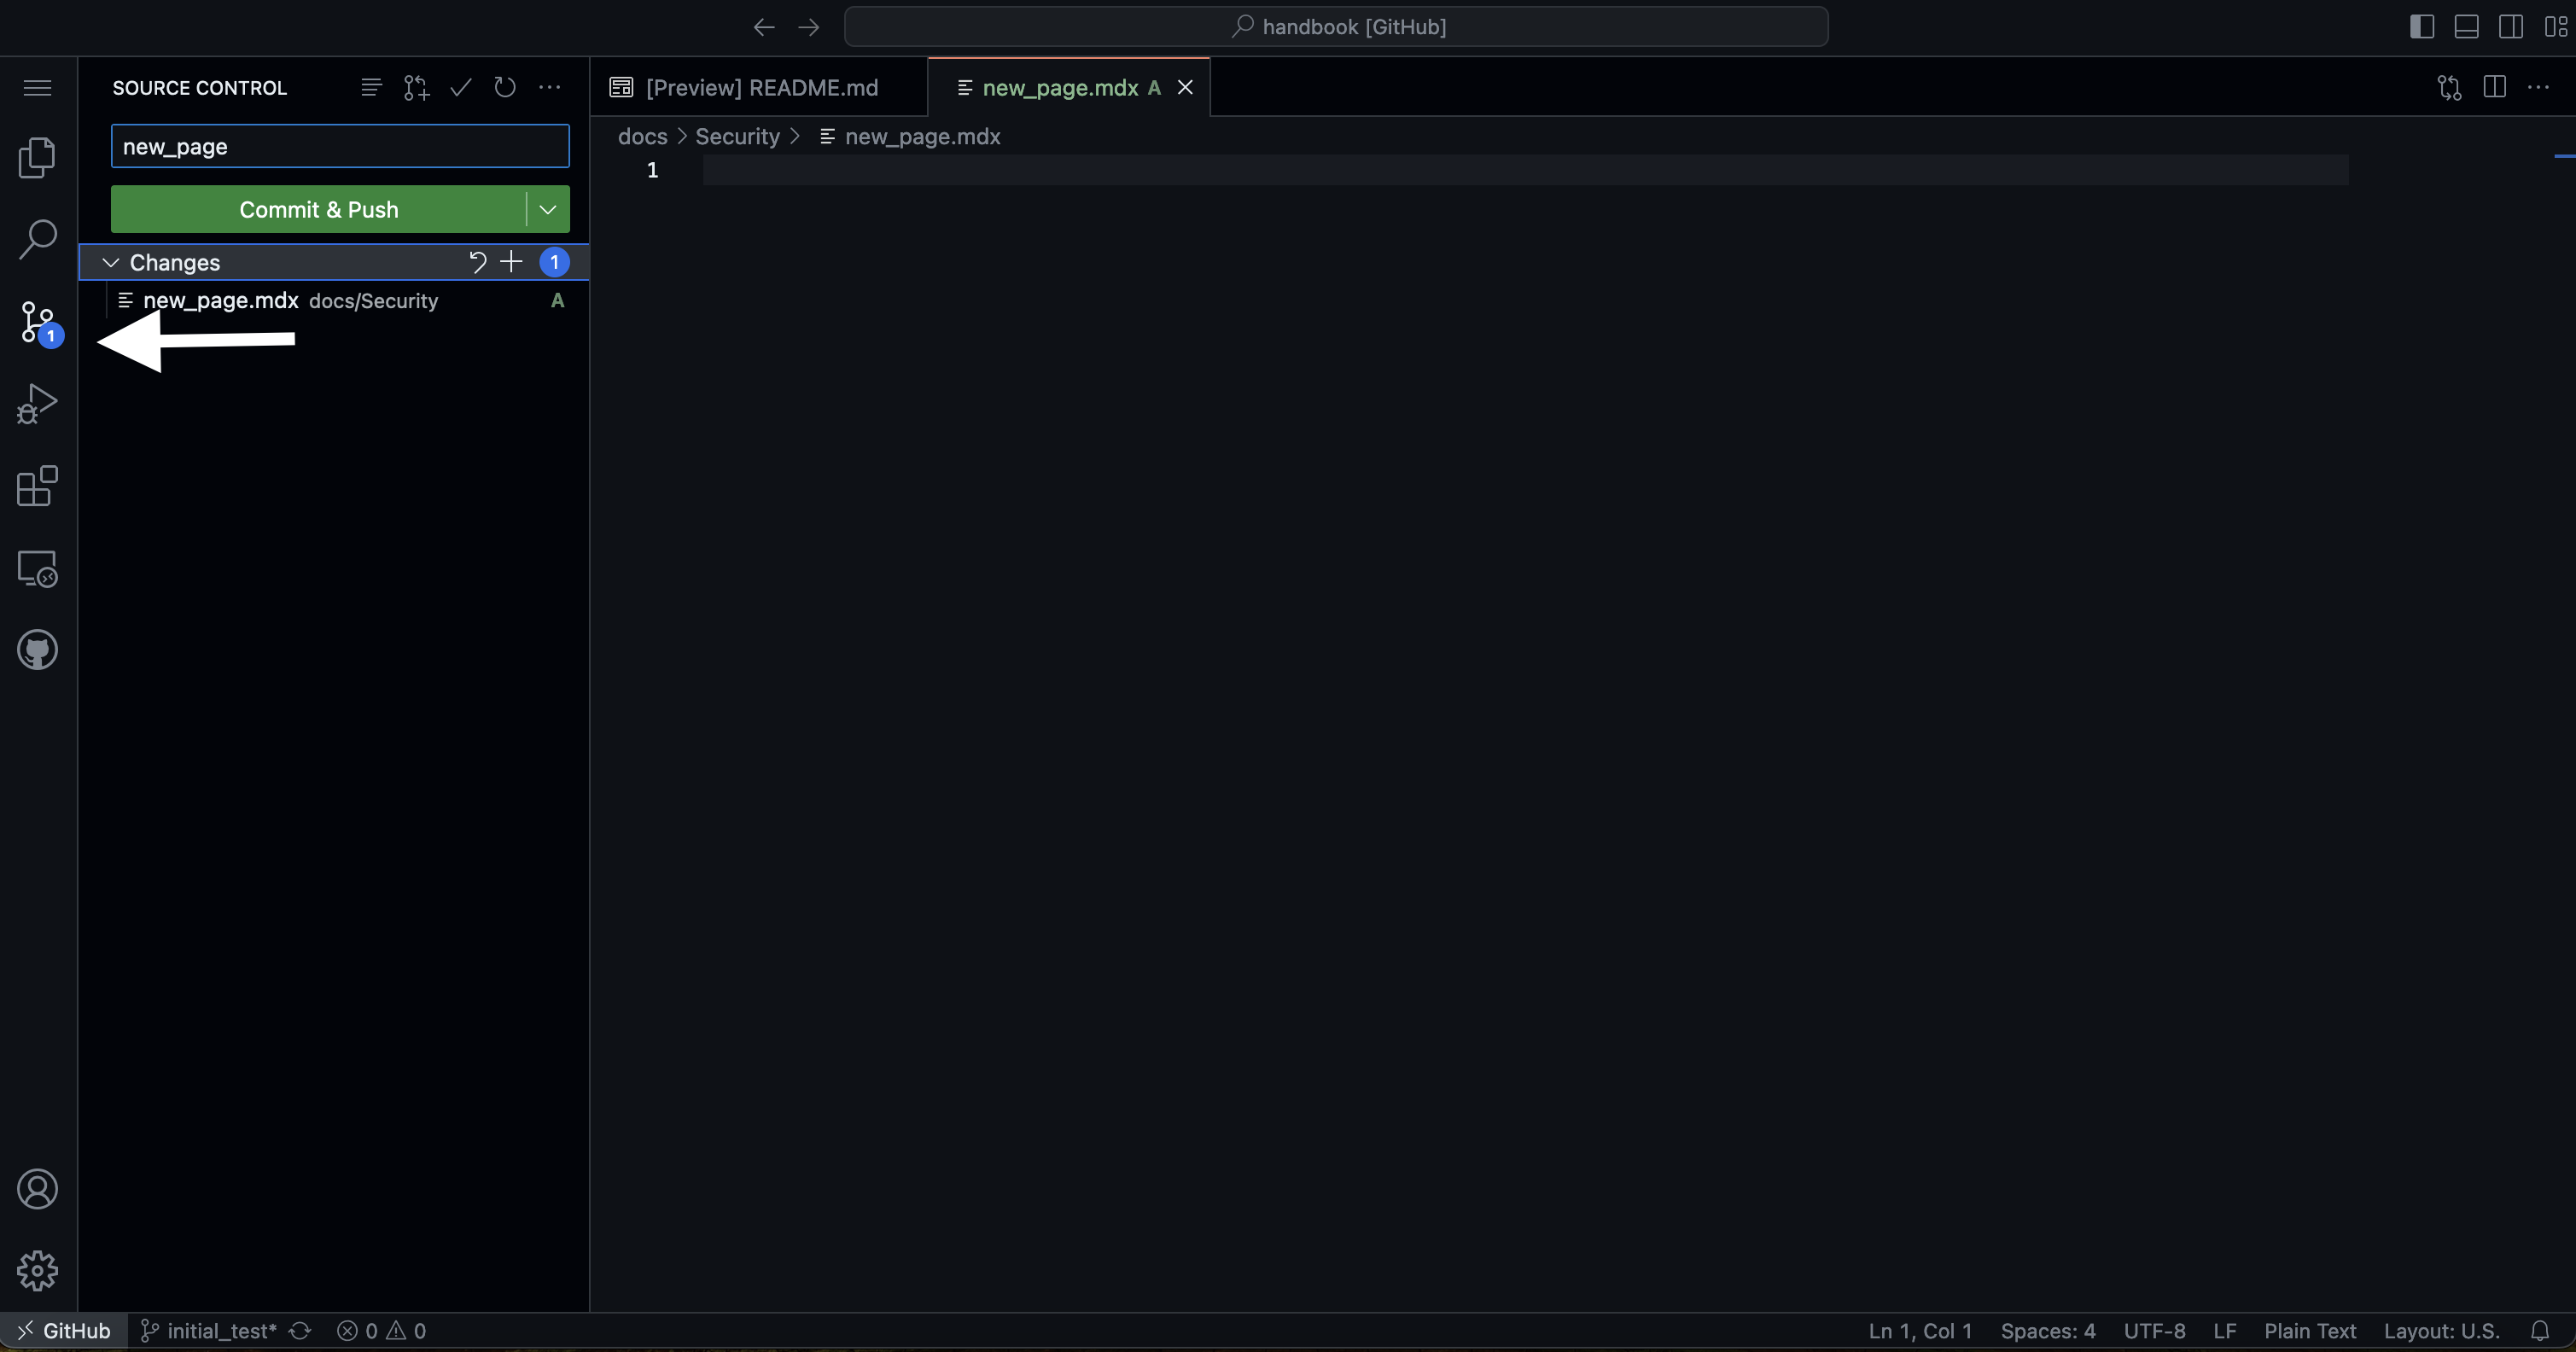 handbook [GitHub]
SOURCE CONTROL
[Preview] README.md
new_page.mdx A
new_page
docs > Security > new_page.mdx
1
Commit & Push
Changes
1
new_page.mdx docs/Security A
1
GitHub
initial_test*
0
0
Ln 1, Col 1
Spaces: 4
UTF-8
LF
Plain Text
Layout: U.S.